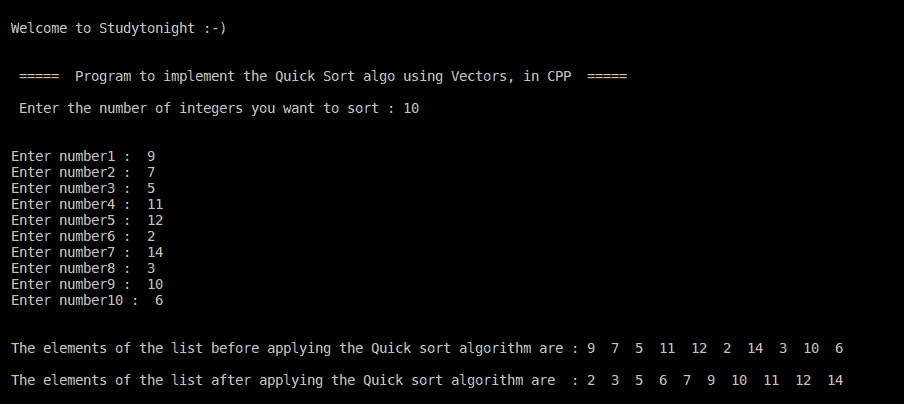 Welcome to Studytonight :-)
===== Program to implement the Quick Sort algo using Vectors, in CPP =====
Enter the number of integers you want to sort : 10
Enter number1 : 9
Enter number2 : 7
Enter number3 : 5
Enter number4 : 11
Enter number5 : 12
Enter number6 : 2
Enter number7 : 14
Enter number8 : 3
Enter number9 : 10
Enter number10 : 6
The elements of the list before applying the Quick sort algorithm are : 9 7 5 11 12 2 14 3 10 6
The elements of the list after applying the Quick sort algorithm are : 2 3 5 6 7 9 10 11 12 14